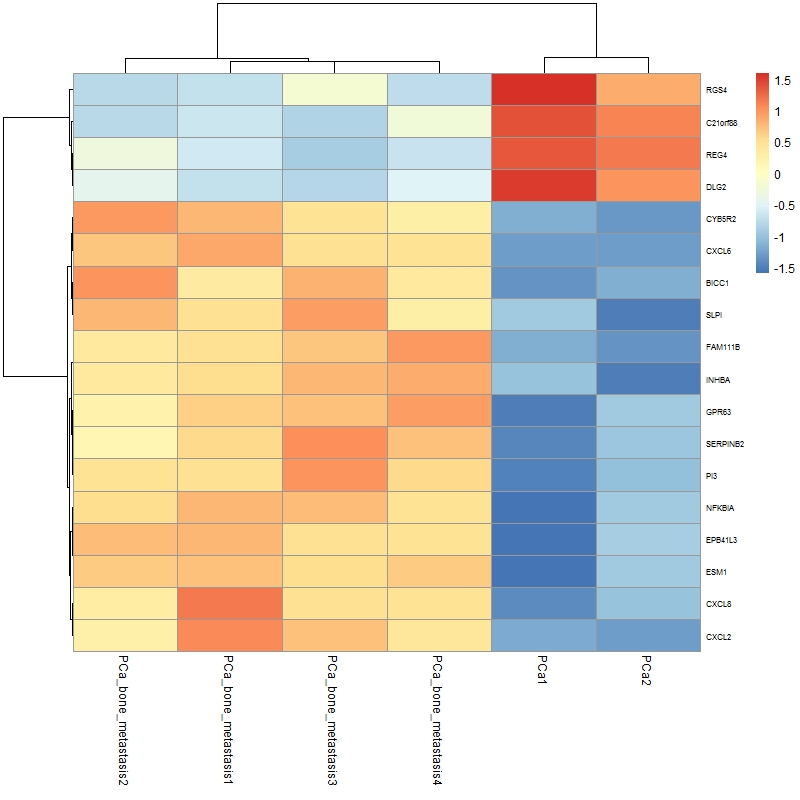 1.5
1
0.5
0
-0.5
-1
-1.5
RGS4
C21orf88
REG4
DLG2
CYB5R2
CXCL6
BICC1
SLPI
FAM111B
INHBA
GPR63
SERPINB2
PI3
NFKBIA
EPB41L3
ESM1
CXCL8
CXCL2
PCa_bone_metastasis2
PCa_bone_metastasis1
PCa_bone_metastasis3
PCa_bone_metastasis4
PCa1
PCa2